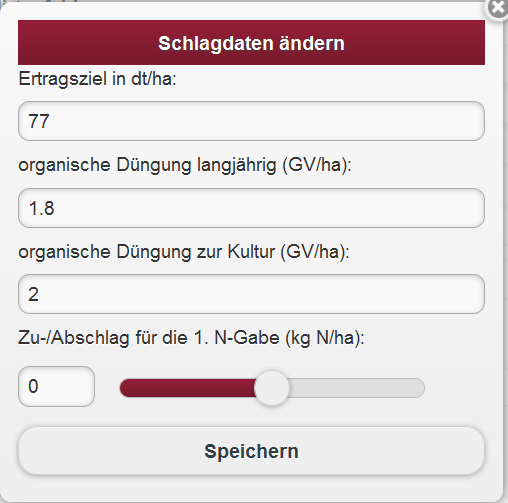 Schlagdaten ändern
Ertragsziel in dt/ha:
77
organische Düngung langjährig (GV/ha):
1.8
organische Düngung zur Kultur (GV/ha):
2
Zu-/Abschlag für die 1. N-Gabe (kg N/ha):
0
Speichern